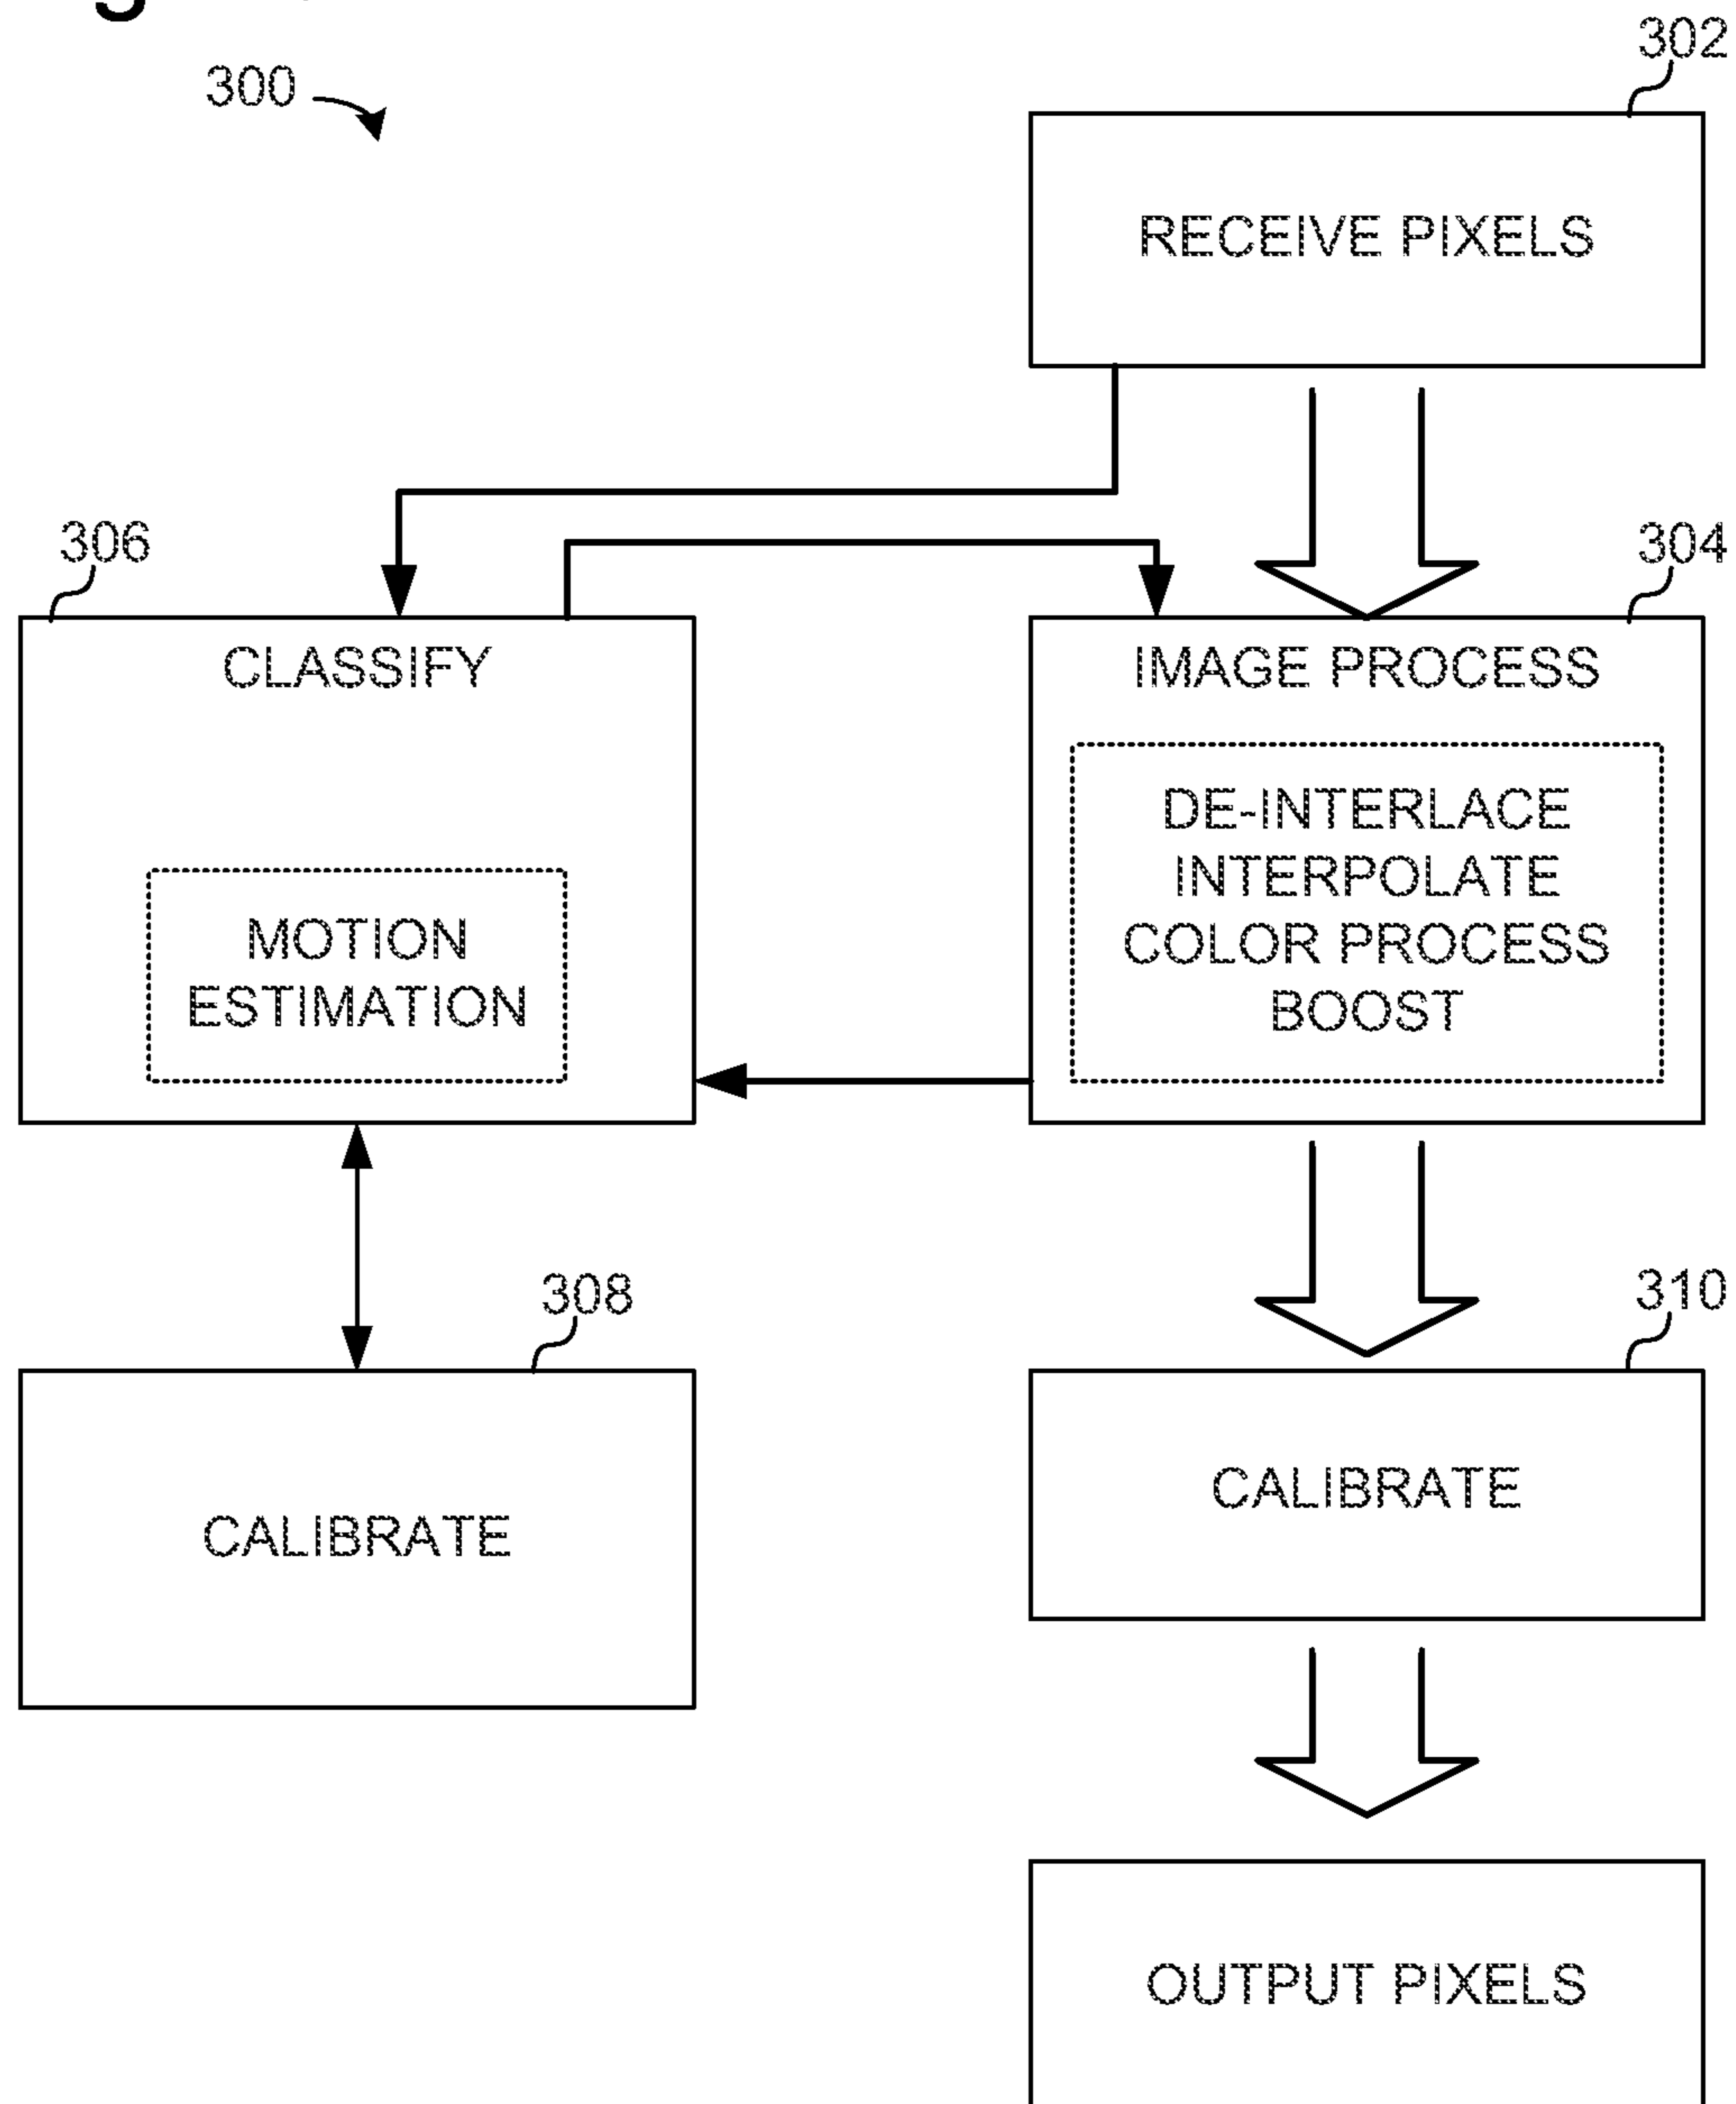 300
302
RECEIVE PIXELS
306
CLASSIFY
MOTION
ESTIMATION
304
IMAGE PROCESS
DE-INTERLACE
INTERPOLATE
COLOR PROCESS
BOOST
308
CALIBRATE
310
CALIBRATE
OUTPUT PIXELS